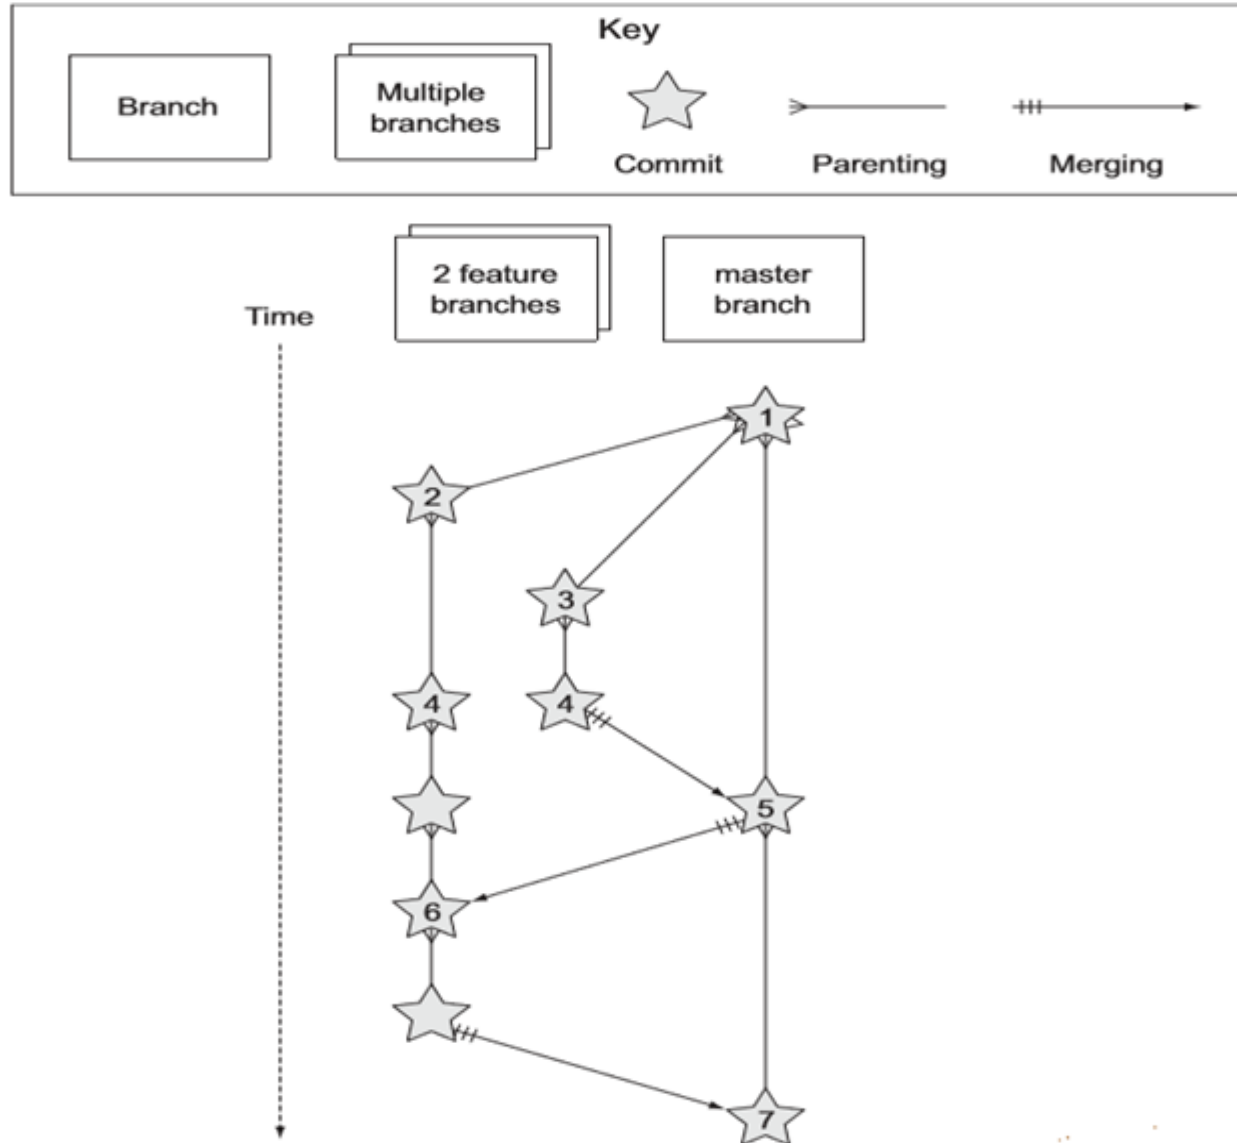 Key
Branch
Multiple
branches
Commit
Parenting
Merging
2 feature
branches
master
branch
Time
1
2
3
4
4
5
6
7